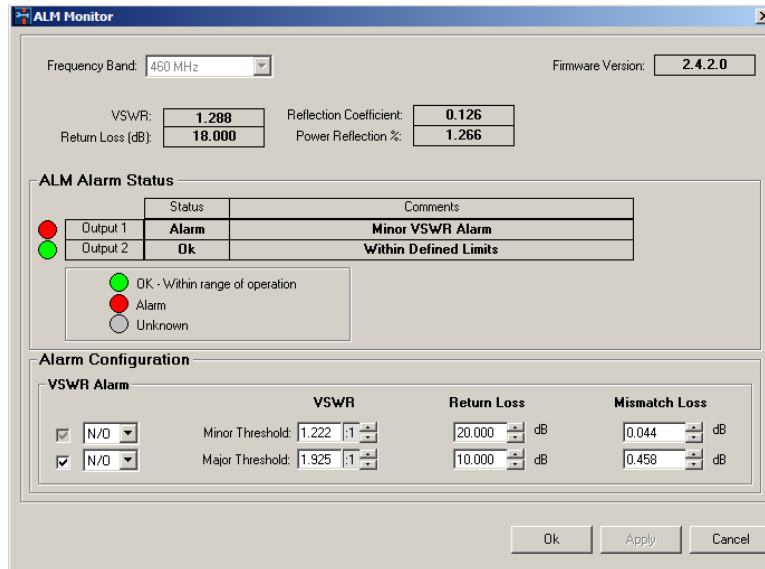 ALM Monitor
Frequency Band: 460 MHz Firmware Version: 2.4.2.0
VSWR: 1.288 Reflection Coefficient: 0.126
Return Loss (dB): 18.000 Power Reflection %: 1.266
ALM Alarm Status
Status Comments
Output 1 Alarm Minor VSWR Alarm
Output 2 Ok Within Defined Limits
OK - Within range of operation
Alarm
Unknown
Alarm Configuration
VSWR Alarm
VSWR Return Loss Mismatch Loss
N/O Minor Threshold: 1.222 :1 20.000 dB 0.044 dB
N/O Major Threshold: 1.925 :1 10.000 dB 0.458 dB
Ok Apply Cancel